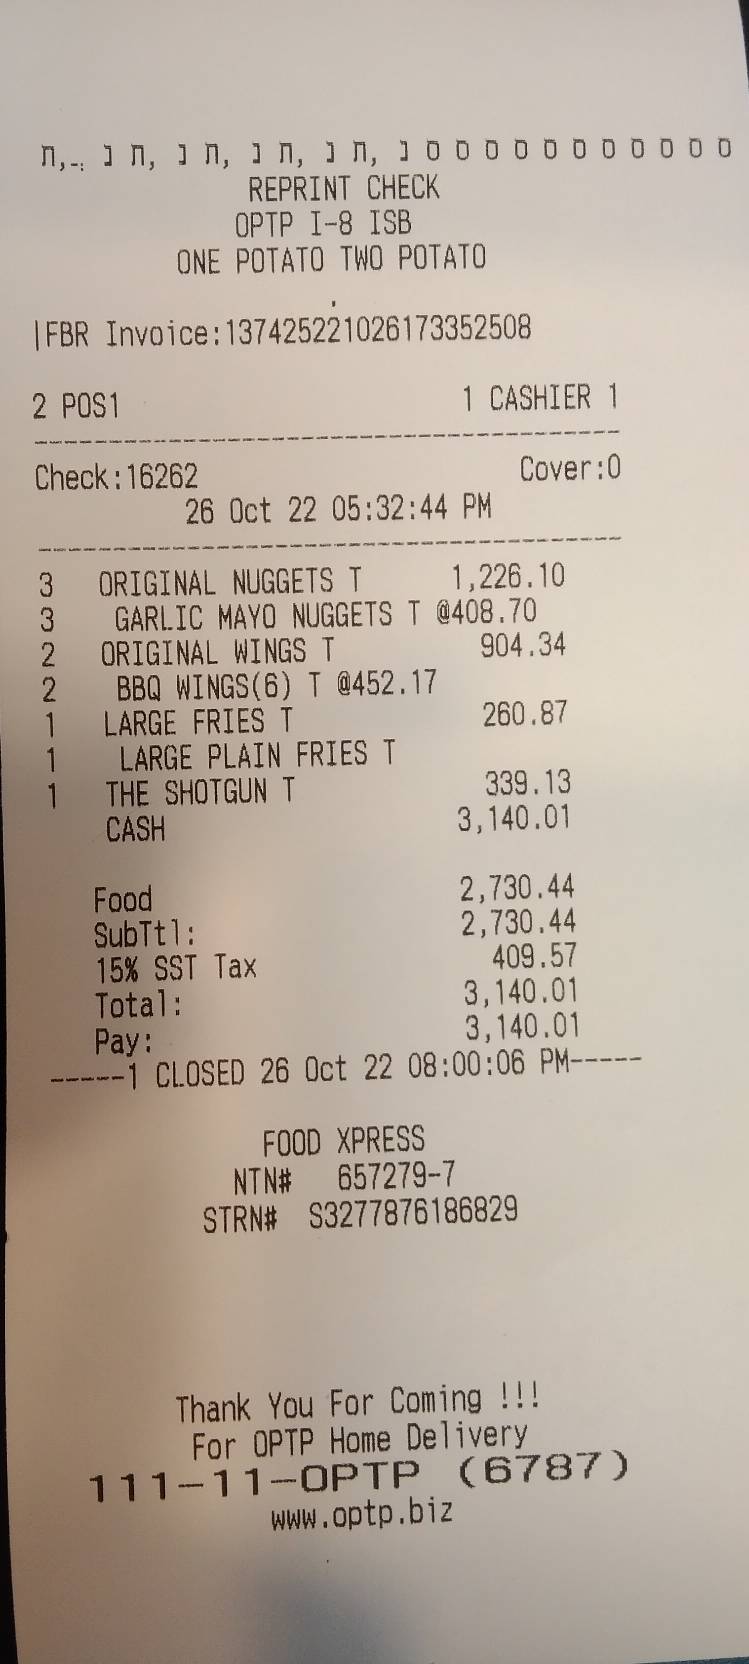 ח,-: נ ח, נ ח, נ ח, נ ח, נ ס ס ס ס ס ס ס ס ס ס ס
REPRINT CHECK
OPTP I-8 ISB
ONE POTATO TWO POTATO
|FBR Invoice:137425221026173352508
2 POS1 1 CASHIER 1
----------------------------------------
Check:16262 Cover:0
26 Oct 22 05:32:44 PM
----------------------------------------
3 ORIGINAL NUGGETS T 1,226.10
3 GARLIC MAYO NUGGETS T @408.70
2 ORIGINAL WINGS T 904.34
2 BBQ WINGS(6) T @452.17
1 LARGE FRIES T 260.87
1 LARGE PLAIN FRIES T
1 THE SHOTGUN T 339.13
CASH 3,140.01
Food 2,730.44
SubTtl: 2,730.44
15% SST Tax 409.57
Total: 3,140.01
Pay: 3,140.01
-----1 CLOSED 26 Oct 22 08:00:06 PM-----
FOOD XPRESS
NTN# 657279-7
STRN# S3277876186829
Thank You For Coming !!!
For OPTP Home Delivery
111-11-OPTP (6787)
www.optp.biz